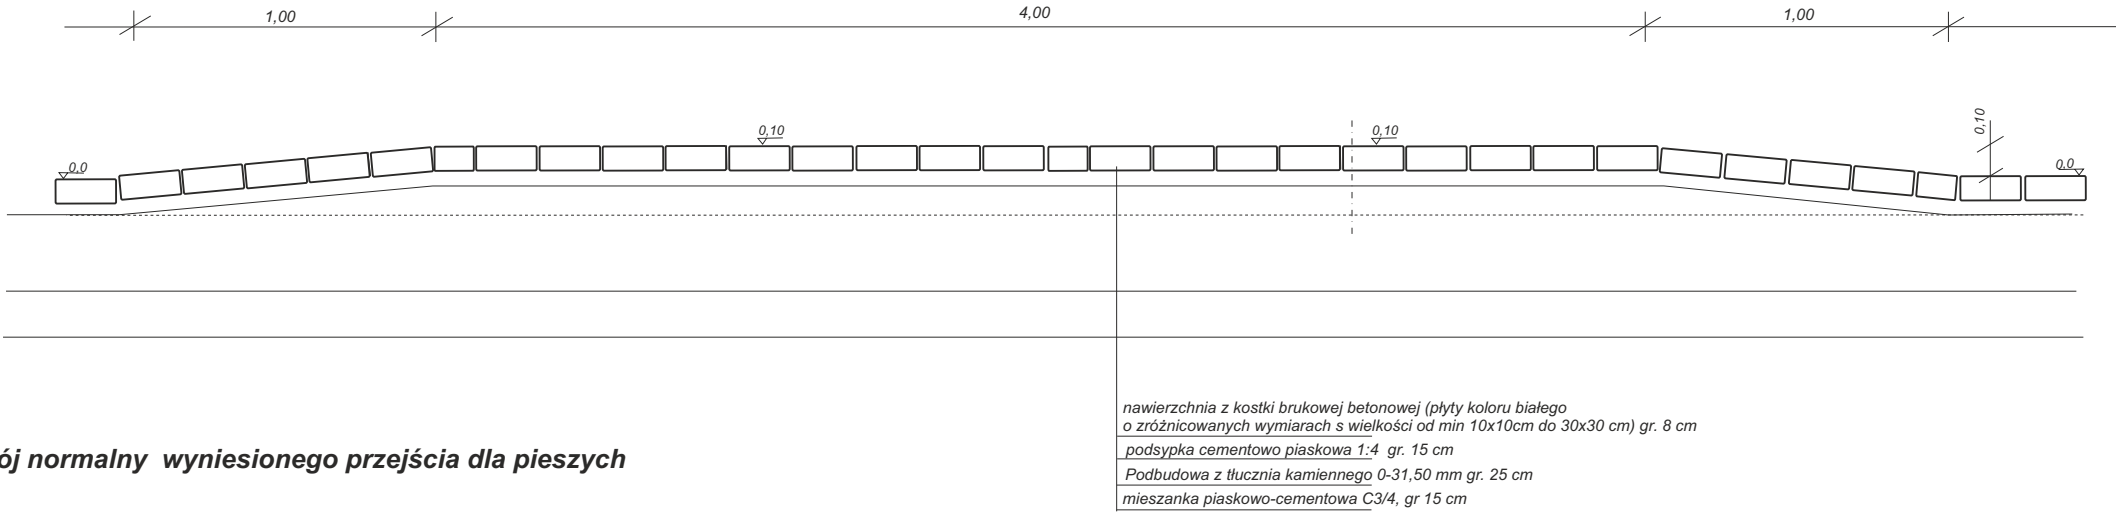 1,00
4,00
1,00
0,10
0,10
0,10
0,0
0,0
nawierzchnia z kostki brukowej betonowej (płyty koloru białego
o zróżnicowanych wymiarach s wielkości od min 10x10cm do 30x30 cm) gr. 8 cm
podsypka cementowo piaskowa 1:4 gr. 15 cm
Podbudowa z tłucznia kamiennego 0-31,50 mm gr. 25 cm
mieszanka piaskowo-cementowa C3/4, gr 15 cm
ój normalny wyniesionego przejścia dla pieszych